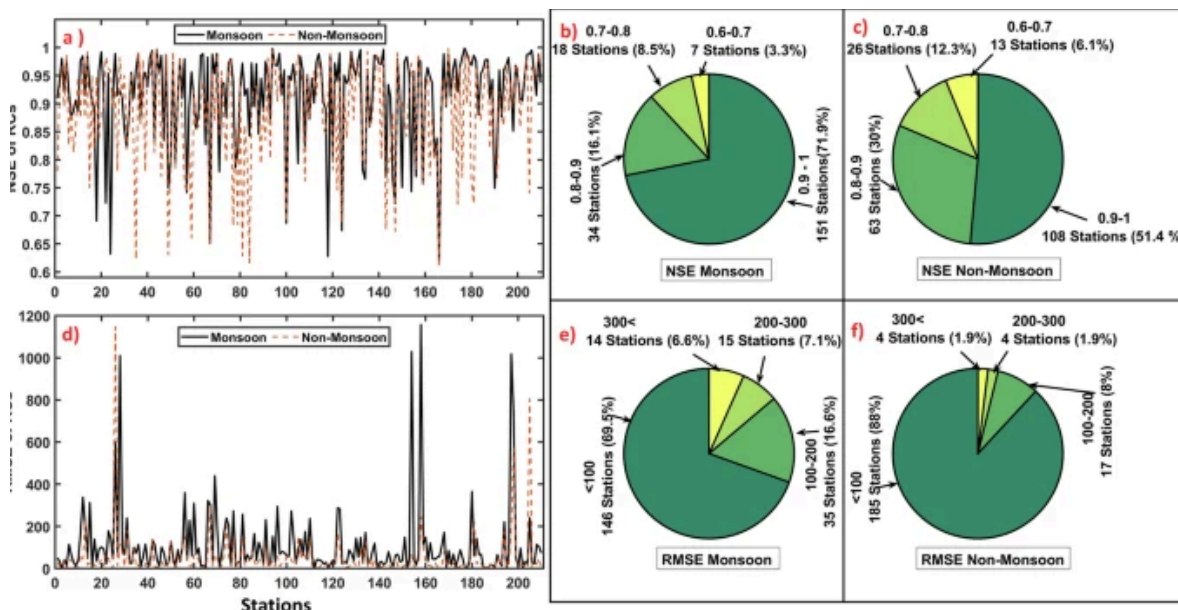 a )
Monsoon
Non-Monsoon
1
0.95
0.9
0.85
0.8
0.75
0.7
0.65
0.6
0 20 40 60 80 100 120 140 160 180 200
b)
0.7-0.8
18 Stations (8.5%)
0.6-0.7
7 Stations (3.3%)
0.8-0.9
34 Stations (16.1%)
0.9 - 1
151 Stations(71.9%)
NSE Monsoon
c)
0.7-0.8
26 Stations (12.3%)
0.6-0.7
13 Stations (6.1%)
0.8-0.9
63 Stations (30%)
0.9-1
108 Stations (51.4 %)
NSE Non-Monsoon
d)
Monsoon
Non-Monsoon
1200
1000
800
600
400
200
0
0 20 40 60 80 100 120 140 160 180 200
Stations
e)
300<
14 Stations (6.6%)
200-300
15 Stations (7.1%)
<100
146 Stations (69.5%)
100-200
35 Stations (16.6%)
RMSE Monsoon
f)
300<
4 Stations (1.9%)
200-300
4 Stations (1.9%)
<100
185 Stations (88%)
100-200
17 Stations (8%)
RMSE Non-Monsoon